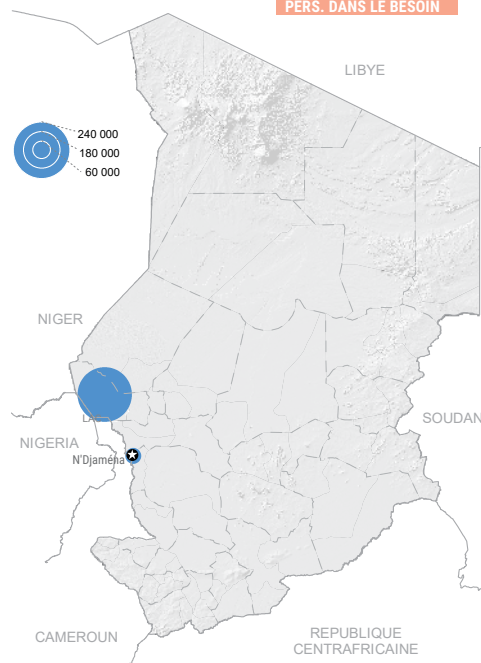 PERS. DANS LE BESOIN
LIBYE
240 000
180 000
60 000
NIGER
SOUDAN
NIGERIA
N'Djaména
CAMEROUN
REPUBLIQUE
CENTRAFRICAINE